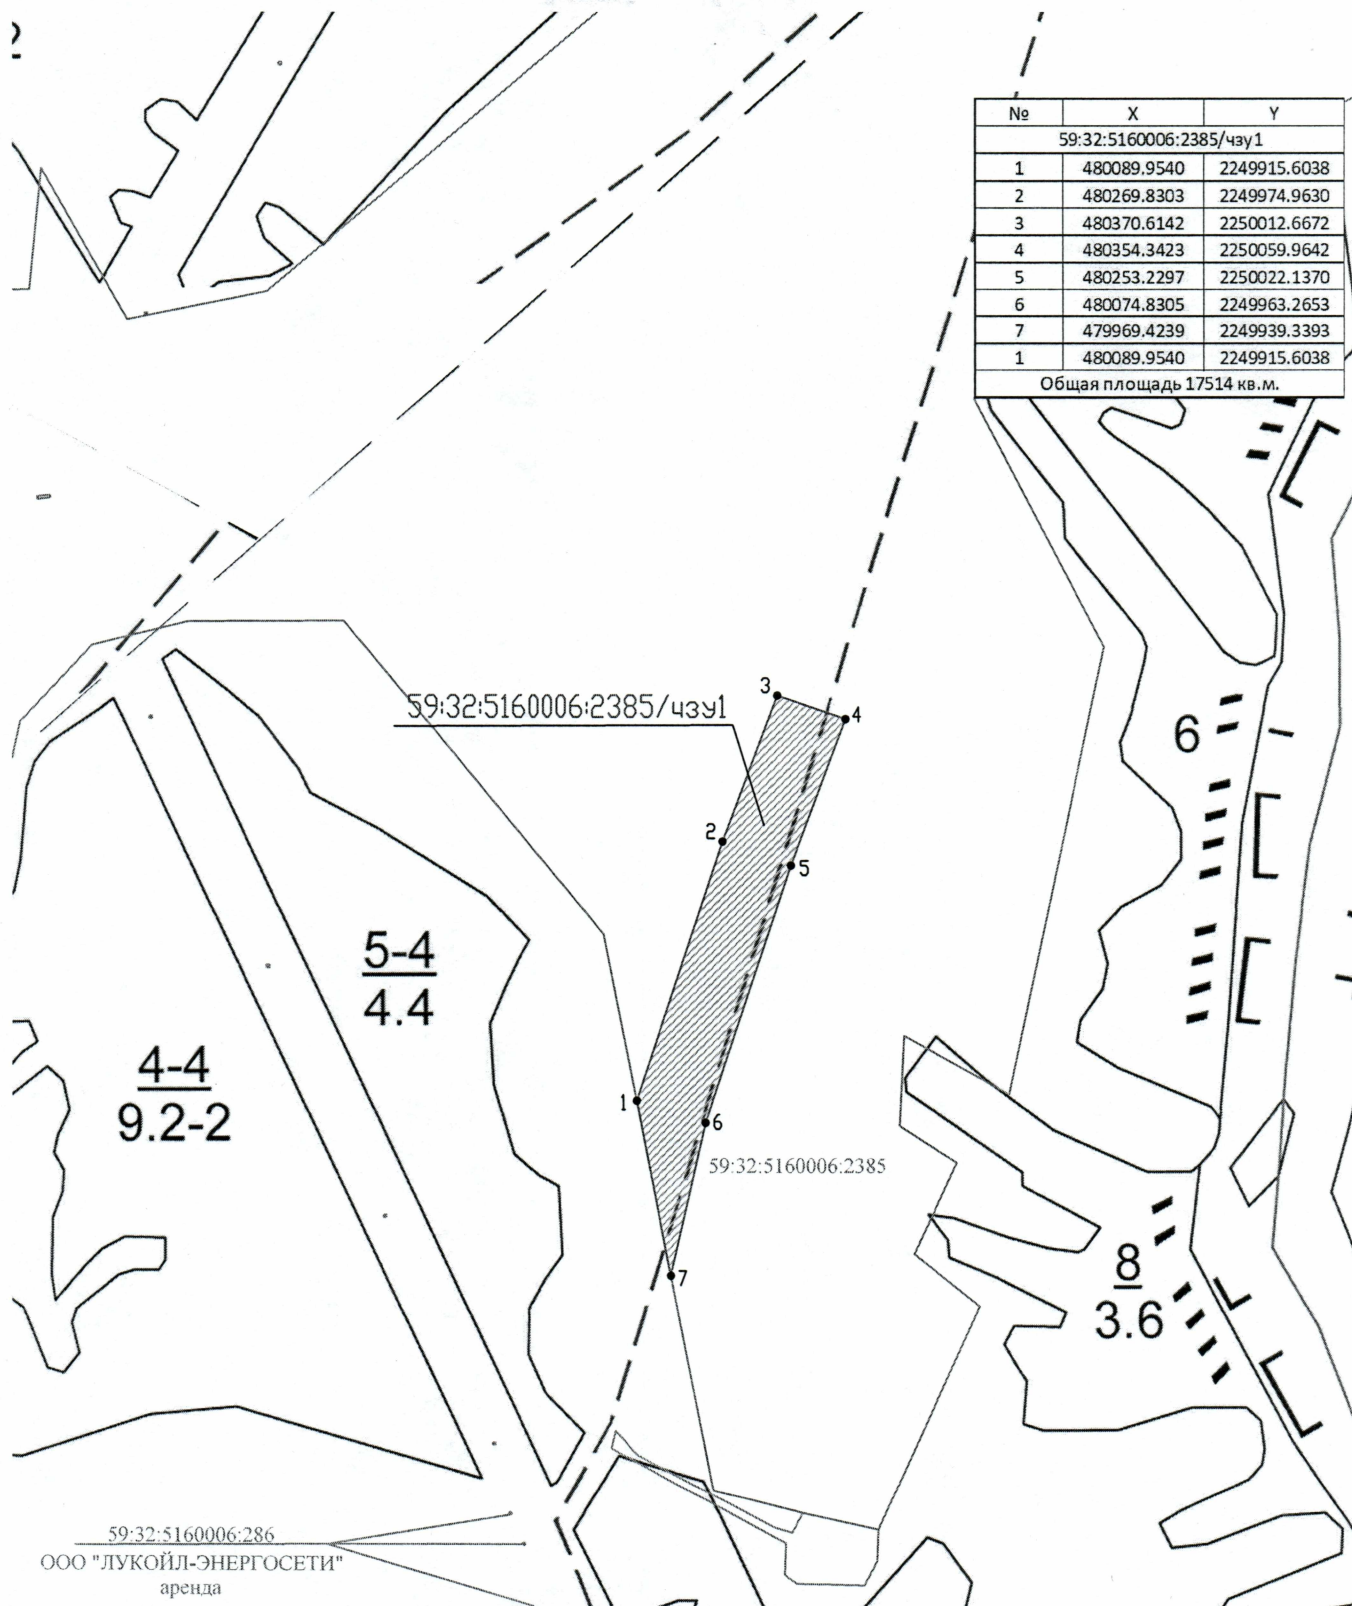 2
№ X Y
59:32:5160006:2385/чзу1
1 480089.9540 2249915.6038
2 480269.8303 2249974.9630
3 480370.6142 2250012.6672
4 480354.3423 2250059.9642
5 480253.2297 2250022.1370
6 480074.8305 2249963.2653
7 479969.4239 2249939.3393
1 480089.9540 2249915.6038
Общая площадь 17514 кв.м.
59:32:5160006:2385/чзу1
3
4
6
2
5
5-4
4.4
4-4
9.2-2
1
6
59:32:5160006:2385
7
8
3.6
59:32:5160006:286
ООО "ЛУКОЙЛ-ЭНЕРГОСЕТИ"
аренда